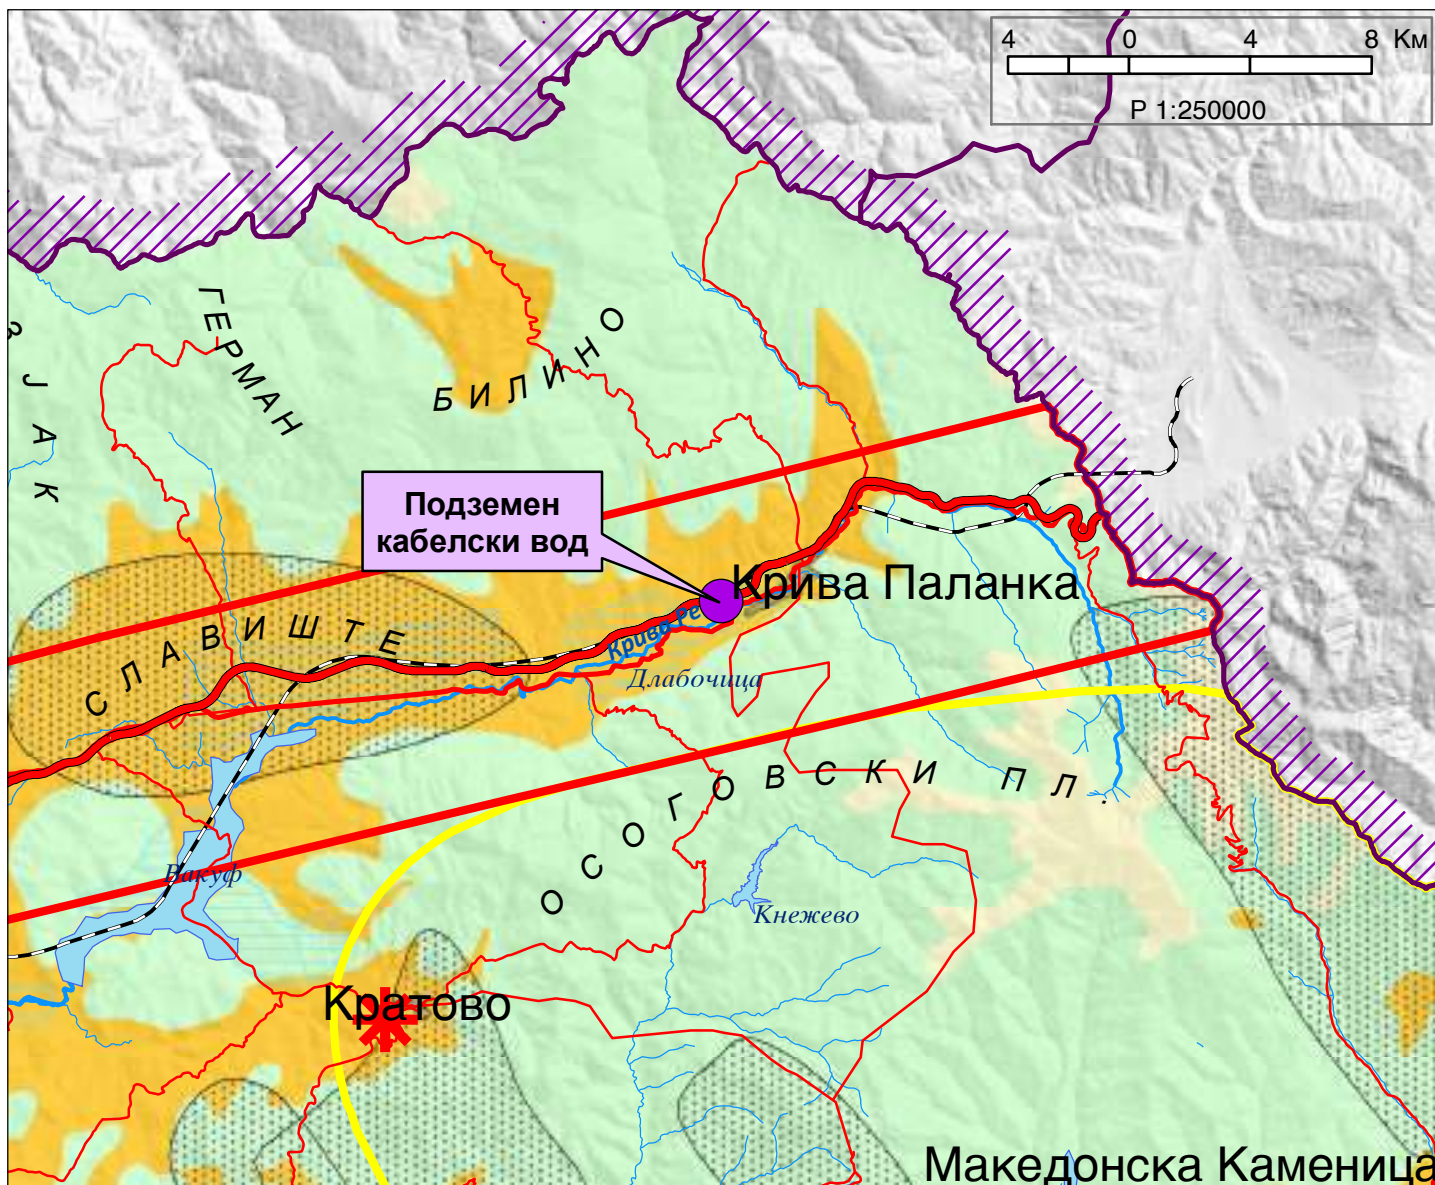 4 0 4 8 Км
Р 1:250000
ГЕРМАН
БИЛИНО
ЈАК
Подземен
кабелски вод
Крива Паланка
Крива Ре
СЛАВИШТЕ
Длабочица
ОСОГОВСКИ ПЛ.
Вакуф
Кнежево
Кратово
Македонска Каменица